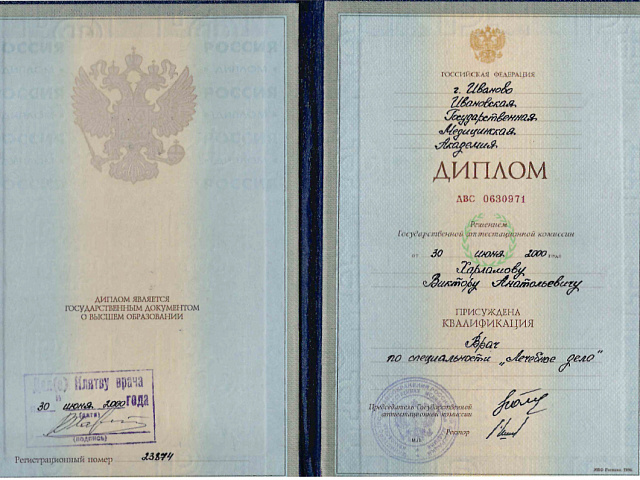 РОССИЯ
РОССИЯ
ДИПЛОМ ЯВЛЯЕТСЯ
ГОСУДАРСТВЕННЫМ ДОКУМЕНТОМ
О ВЫСШЕМ ОБРАЗОВАНИИ
Клятву врача
30 июня 2000 года
(дата)
(подпись)
Регистрационный номер 23874
РОССИЙСКАЯ ФЕДЕРАЦИЯ
г. Иваново
Ивановская
Государственная
Медицинская
Академия
ДИПЛОМ
ДВС 0630971
Решением
Государственной аттестационной комиссии
от 30 июня 2000 года
Харламову
Виктору Анатольевичу
ПРИСУЖДЕНА
КВАЛИФИКАЦИЯ
Врач
по специальности „Лечебное дело"
Председатель Государственной
аттестационной комиссии
Ректор
М.П.